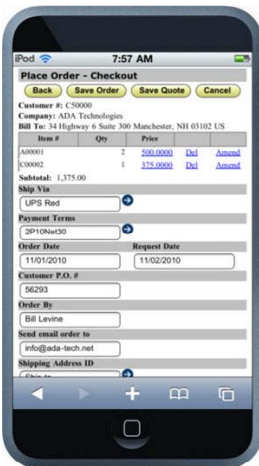 iPod 7:57 AM
Place Order - Checkout
Back Save Order Save Quote Cancel
Customer #: C50000
Company: ADA Technologies
Bill To: 34 Highway 6 Suite 300 Manchester, NH 03102 US
Item # Qty Price
A00001 2 500.0000 Del Amend
C00002 1 375.0000 Del Amend
Subtotal: 1,375.00
Ship Via
UPS Red
Payment Terms
2P10Net30
Order Date Request Date
11/01/2010 11/02/2010
Customer P.O. #
56293
Order By
Bill Levine
Send email order to
info@ada-tech.net
Shipping Address ID
Ship-to